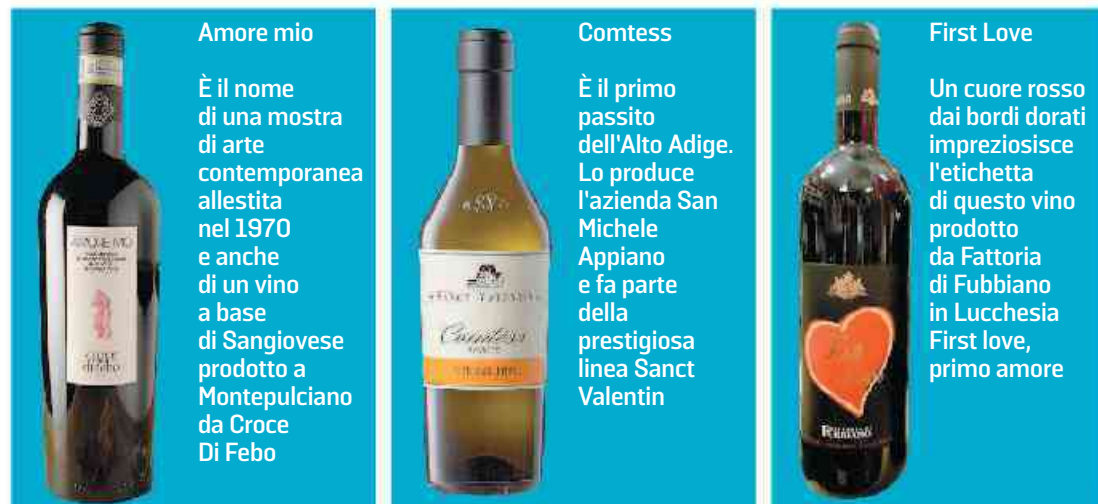 Amore mio
È il nome
di una mostra
di arte
contemporanea
allestita
nel 1970
e anche
di un vino
a base
di Sangiovese
prodotto a
Montepulciano
da Croce
Di Febo
AMORE MIO
CROCE
di FEBO
Comtess
È il primo
passito
dell'Alto Adige.
Lo produce
l'azienda San
Michele
Appiano
e fa parte
della
prestigiosa
linea Sanct
Valentin
SANCT VALENTIN
Comtess
First Love
Un cuore rosso
dai bordi dorati
impreziosisce
l'etichetta
di questo vino
prodotto
da Fattoria
di Fubbiano
in Lucchesia
First love,
primo amore
FUBBIANO